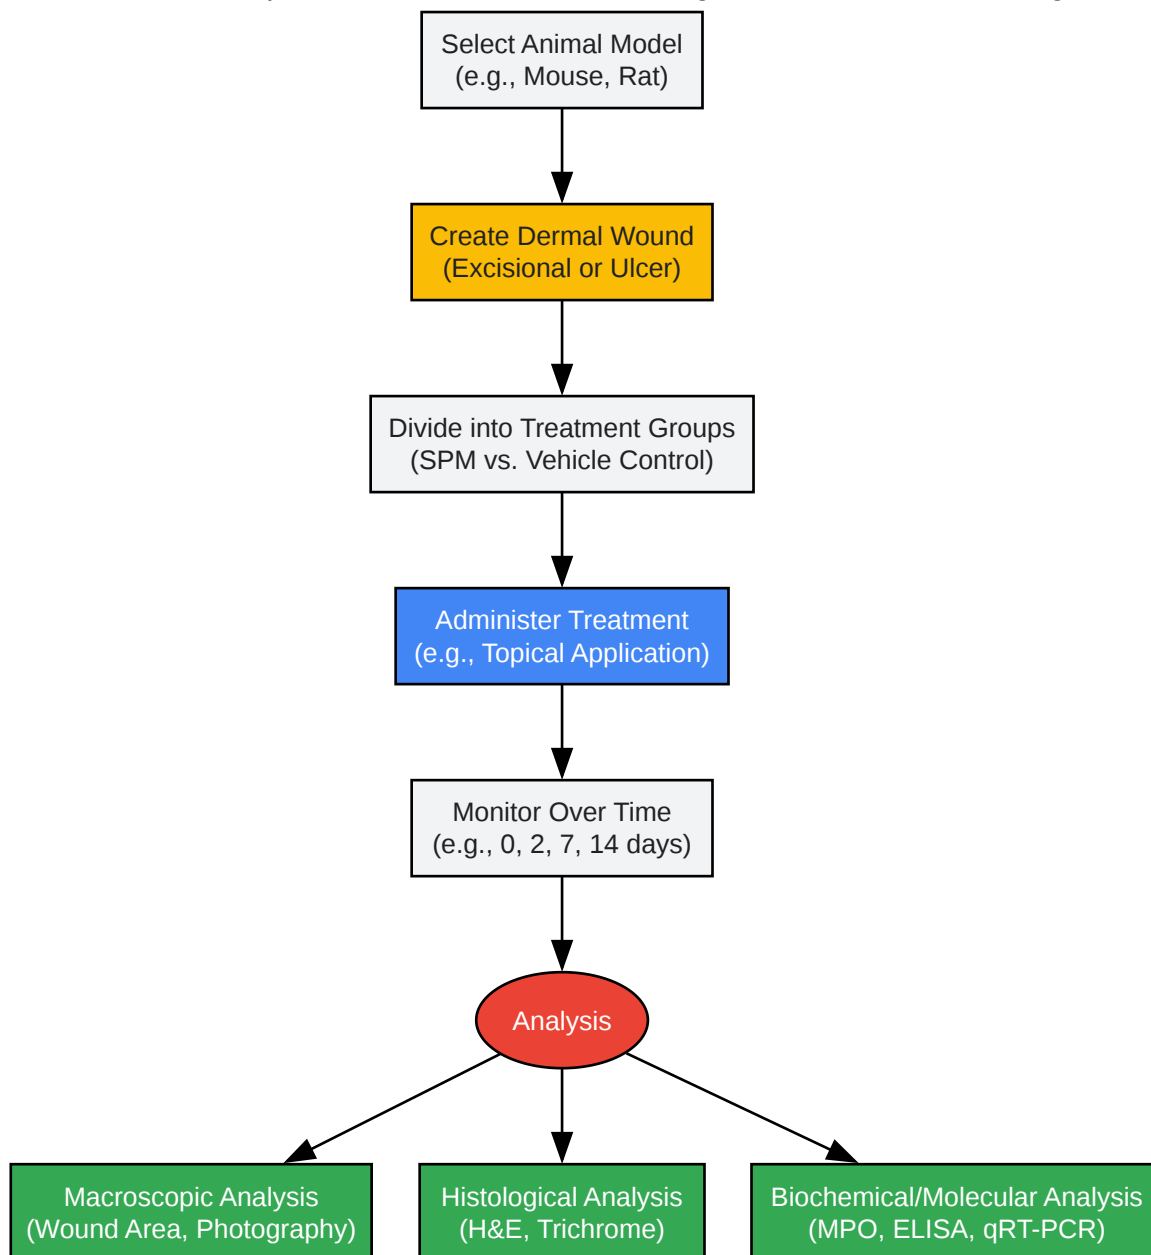 Select Animal Model
(e.g., Mouse, Rat)
Create Dermal Wound
(Excisional or Ulcer)
Divide into Treatment Groups
(SPM vs. Vehicle Control)
Administer Treatment
(e.g., Topical Application)
Monitor Over Time
(e.g., 0, 2, 7, 14 days)
Analysis
Macroscopic Analysis
(Wound Area, Photography)
Histological Analysis
(H&E, Trichrome)
Biochemical/Molecular Analysis
(MPO, ELISA, qRT-PCR)